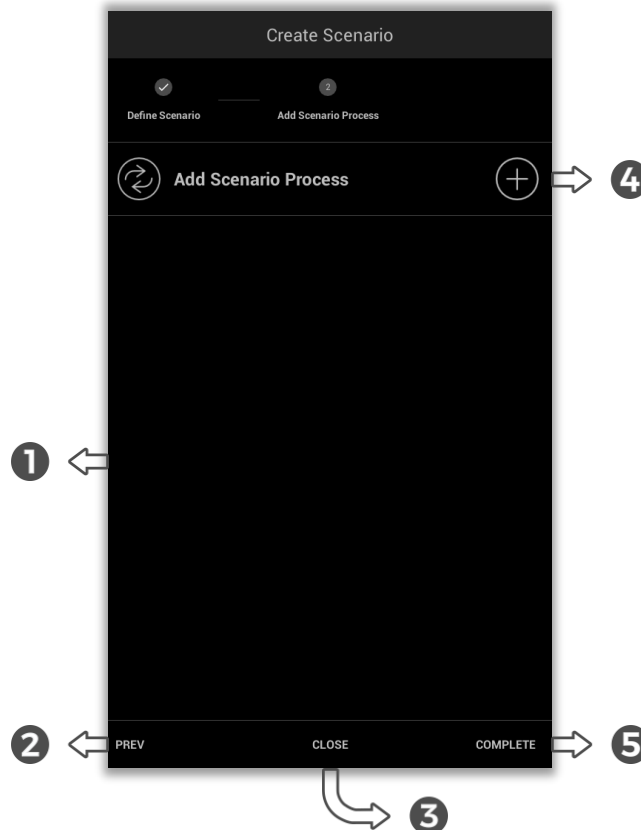 Create Scenario
2
Define Scenario Add Scenario Process
Add Scenario Process
4
1
2
PREV CLOSE COMPLETE
5
3